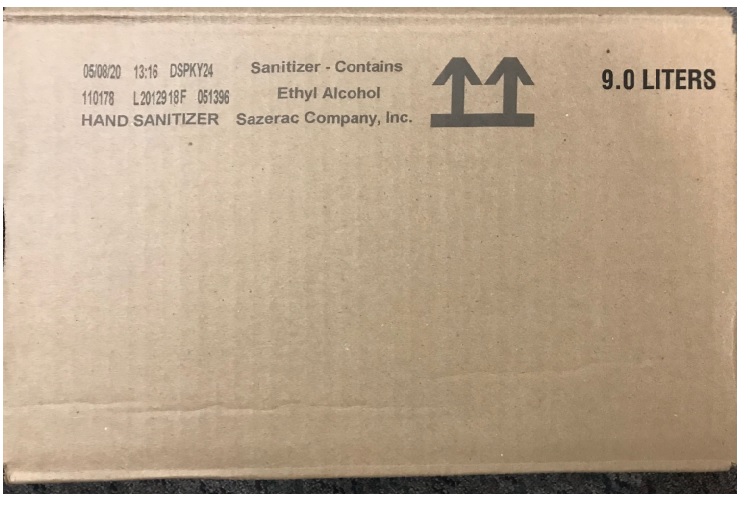 05/08/20 13:16 DSPKY24
110178 L2012918F 051396
HAND SANITIZER
Sanitizer - Contains
Ethyl Alcohol
Sazerac Company, Inc.
9.0 LITERS